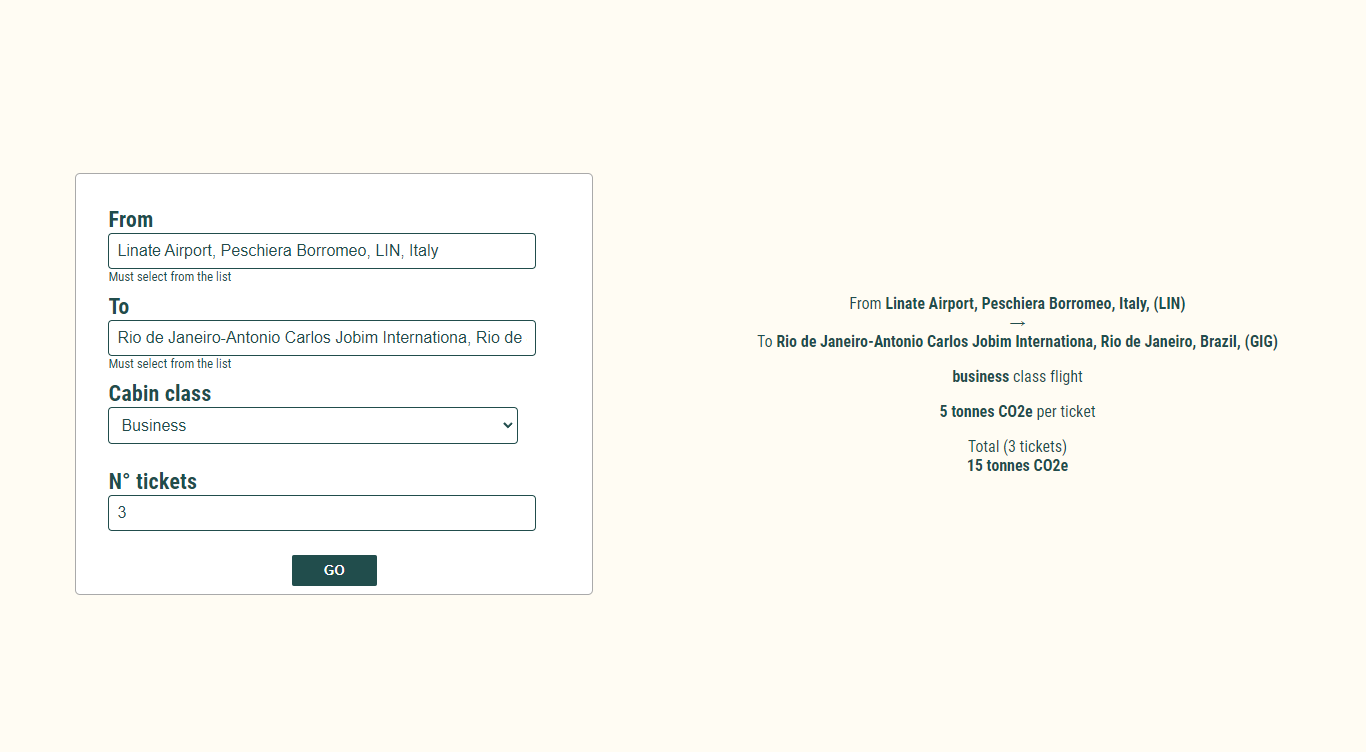 From
Linate Airport, Peschiera Borromeo, LIN, Italy
Must select from the list
To
Rio de Janeiro-Antonio Carlos Jobim Internationa, Rio de
Must select from the list
Cabin class
Business
N° tickets
3
GO
From Linate Airport, Peschiera Borromeo, Italy, (LIN)
→
To Rio de Janeiro-Antonio Carlos Jobim Internationa, Rio de Janeiro, Brazil, (GIG)
business class flight
5 tonnes CO2e per ticket
Total (3 tickets)
15 tonnes CO2e